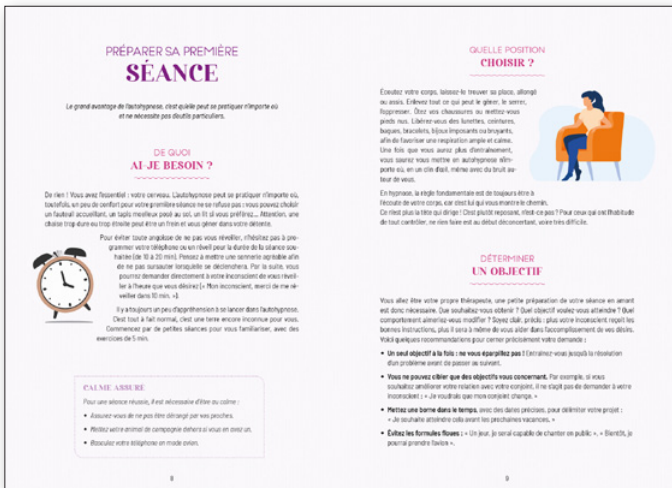 PRÉPARER SA PREMIÈRE
SÉANCE
Le grand avantage de l'autohypnose, c'est qu'elle peut se pratiquer n'importe où
et ne nécessite pas d'outils particuliers.
DE QUOI
AI-JE BESOIN ?
De rien ! Vous avez l'essentiel : votre cerveau. L'autohypnose peut se pratiquer n'importe où,
toutefois, un peu de confort pour votre première séance ne se refuse pas : vous pouvez choisir
un fauteuil accueillant, un tapis moelleux posé au sol, un lit si vous préférez... Attention, une
chaise trop dure ou trop étroite peut être un frein et vous gêner dans votre détente.
Pour éviter toute angoisse de ne pas vous réveiller, n'hésitez pas à pro-
grammer votre téléphone ou un réveil pour la durée de la séance sou-
haitée (de 10 à 20 min). Pensez à mettre une sonnerie agréable afin
de ne pas sursauter lorsqu'elle se déclenchera. Par la suite, vous
pourrez demander directement à votre inconscient de vous réveil-
ler à l'heure que vous désirez (« Mon inconscient, merci de me ré-
veiller dans 10 min. »).
Il y a toujours un peu d'appréhension à se lancer dans l'autohypnose.
C'est tout à fait normal, c'est une terre encore inconnue pour vous.
Commencez par de petites séances pour vous familiariser, avec des
exercices de 5 min.
CALME ASSURÉ
Pour une séance réussie, il est nécessaire d'être au calme :
• Assurez-vous de ne pas être dérangé par vos proches.
• Mettez votre animal de compagnie dehors si vous en avez un.
• Basculez votre téléphone en mode avion.
8
QUELLE POSITION
CHOISIR ?
Écoutez votre corps, laissez-le trouver sa place, allongé
ou assis. Enlevez tout ce qui peut le gêner, le serrer,
l'oppresser. Ôtez vos chaussures ou mettez-vous
pieds nus. Libérez-vous des lunettes, ceintures,
bagues, bracelets, bijoux imposants ou bruyants,
afin de favoriser une respiration ample et calme.
Une fois que vous aurez plus d'entraînement,
vous saurez vous mettre en autohypnose n'im-
porte où, en un clin d'œil, même avec du bruit au-
tour de vous.
En hypnose, la règle fondamentale est de toujours être à
l'écoute de votre corps, car c'est lui qui vous montre le chemin.
Ce n'est plus la tête qui dirige ! C'est plutôt reposant, n'est-ce pas ? Pour ceux qui ont l'habitude
de tout contrôler, ne rien faire est au début déconcertant, voire très difficile.
DÉTERMINER
UN OBJECTIF
Vous allez être votre propre thérapeute, une petite préparation de votre séance en amont
est donc nécessaire. Que souhaitez-vous obtenir ? Quel objectif voulez-vous atteindre ? Quel
comportement aimeriez-vous modifier ? Soyez clair, précis : plus votre inconscient reçoit les
bonnes instructions, plus il sera à même de vous aider dans l'accomplissement de vos désirs.
Voici quelques recommandations pour cerner précisément votre demande :
• Un seul objectif à la fois : ne vous éparpillez pas ! Entraînez-vous jusqu'à la résolution
d'un problème avant de passer au suivant.
• Vous ne pouvez cibler que des objectifs vous concernant. Par exemple, si vous
souhaitez améliorer votre relation avec votre conjoint, il ne s'agit pas de demander à votre
inconscient : « Je voudrais que mon conjoint change. »
• Mettez une borne dans le temps, avec des dates précises, pour délimiter votre projet :
« Je souhaite atteindre cela avant les prochaines vacances. »
• Évitez les formules floues : « Un jour, je serai capable de chanter en public », « Bientôt, je
pourrai prendre l'avion ».
9